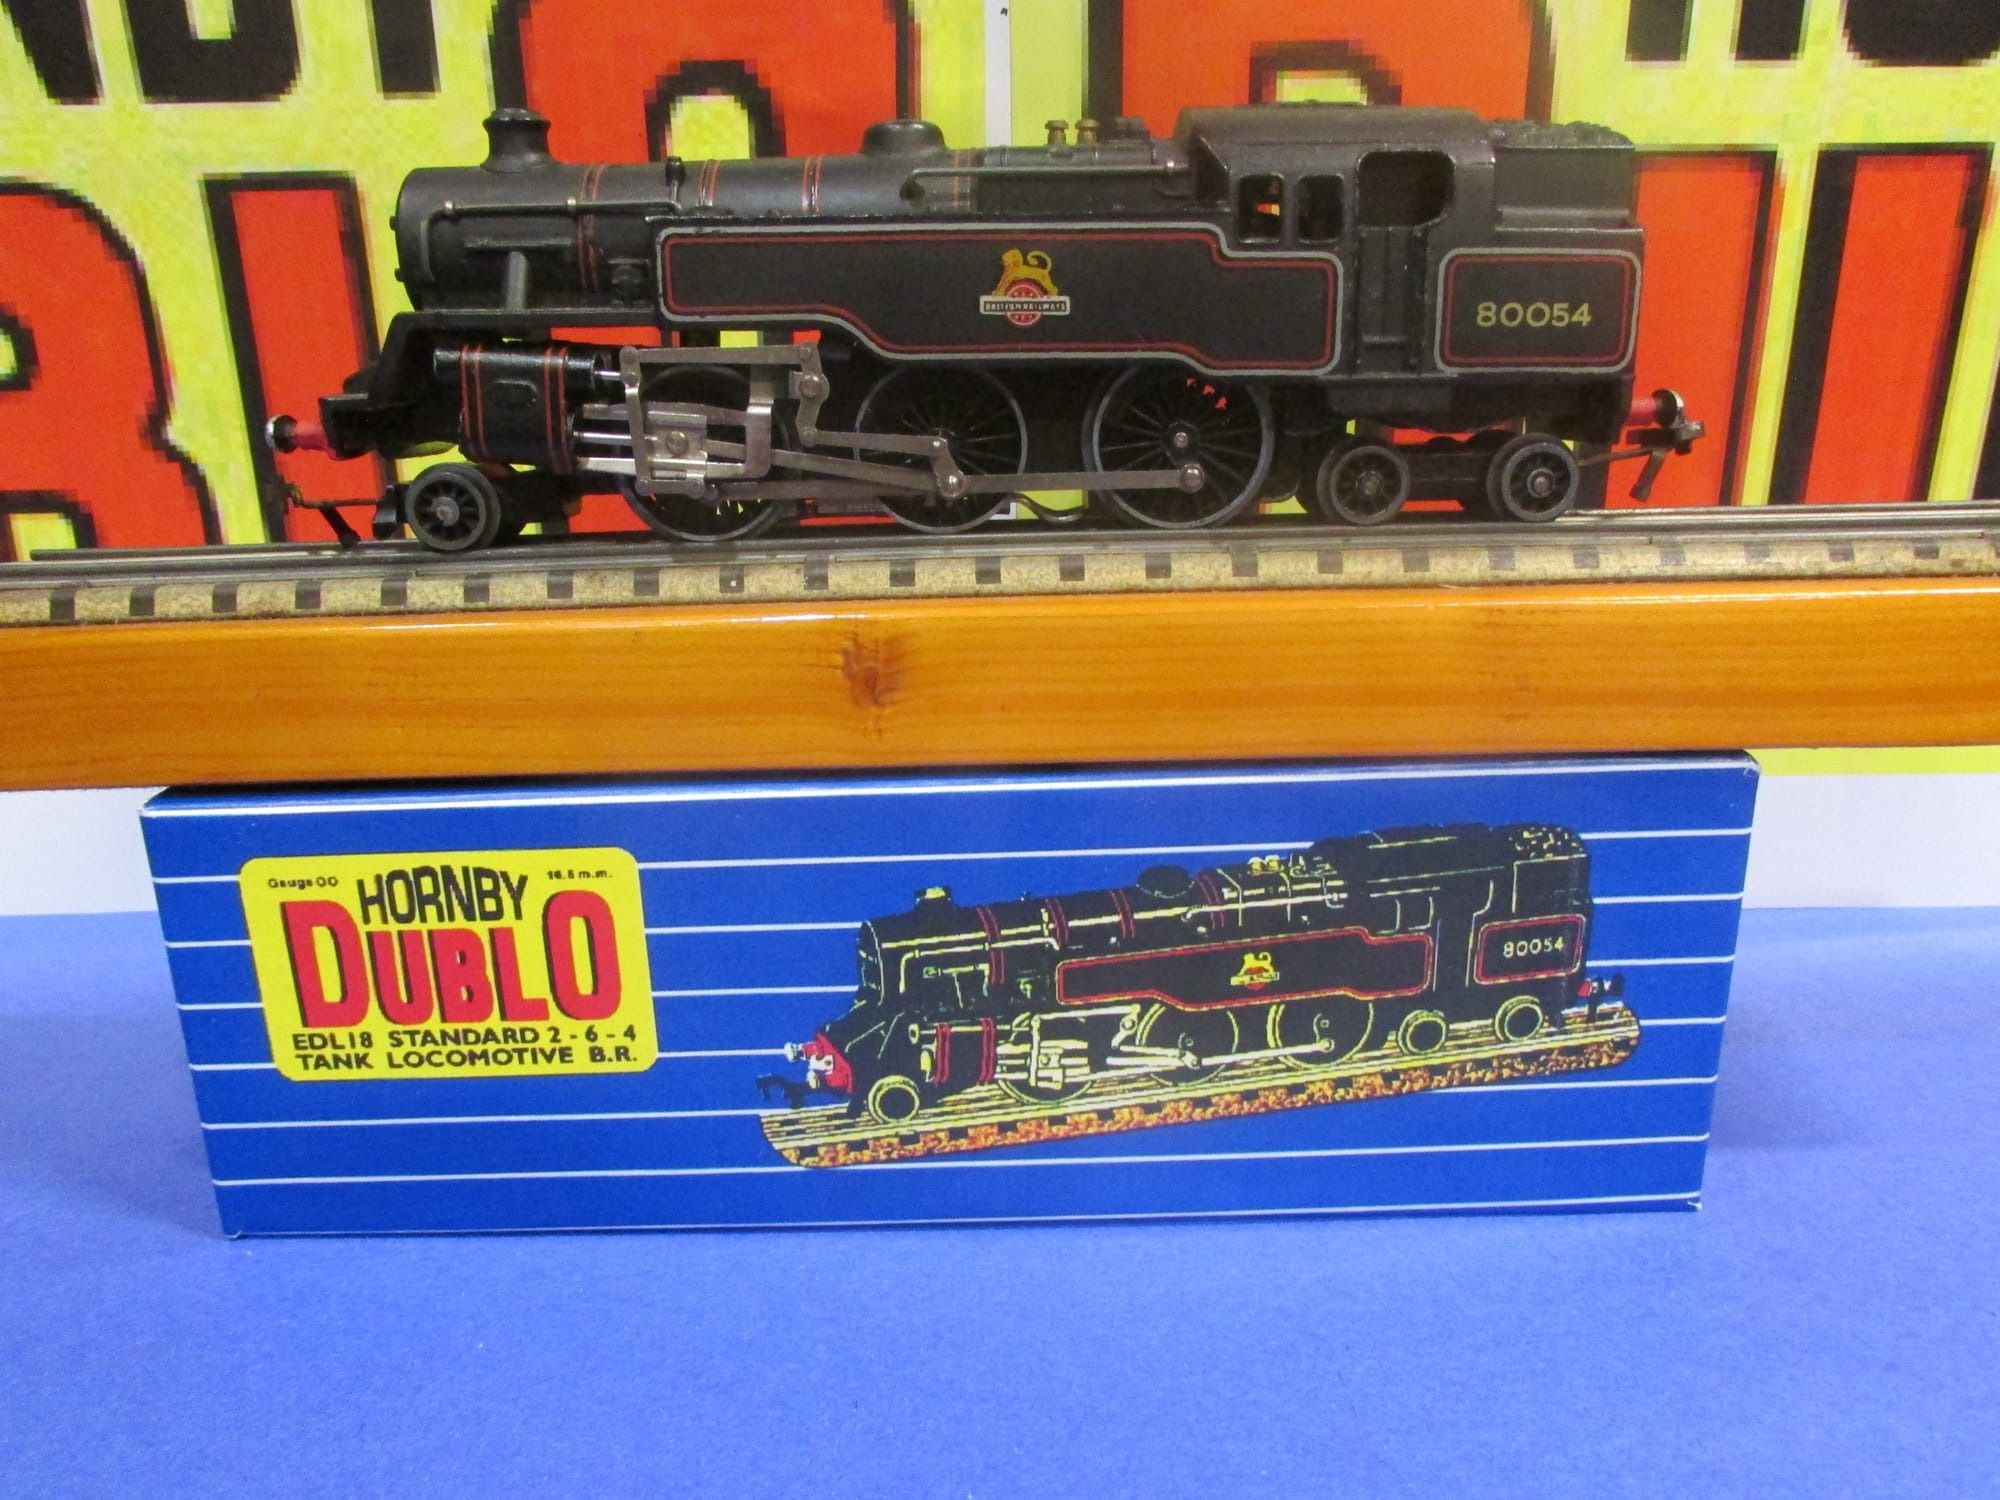 BRITISH RAILWAYS
80054
Gauge OO HORNBY 16.5 m.m.
DUBLO
EDL18 STANDARD 2-6-4
TANK LOCOMOTIVE B.R.
80054